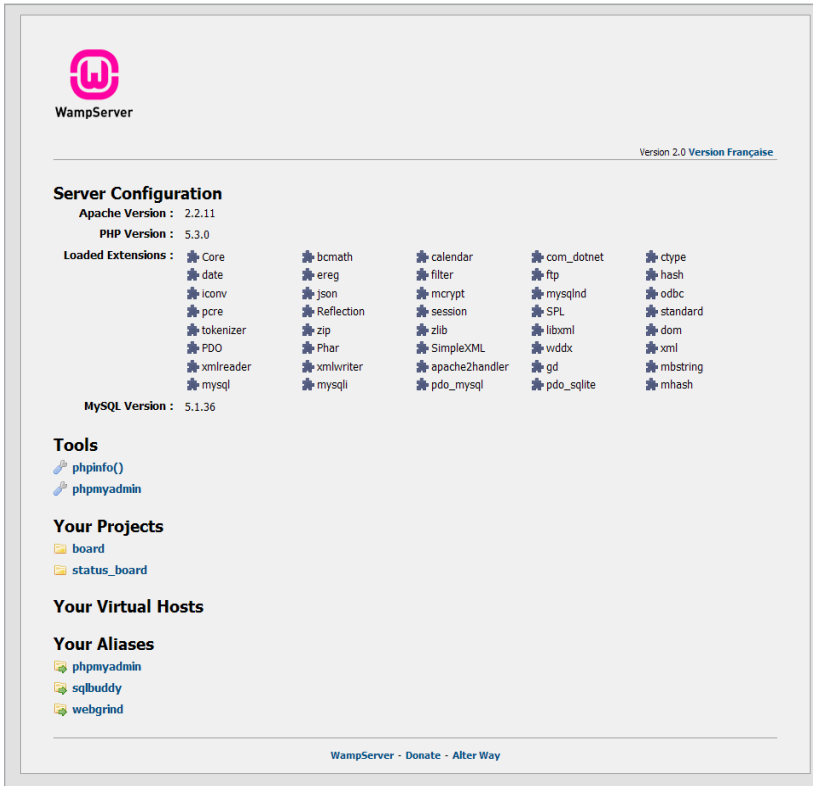 WampServer
Version 2.0 Version Française
Server Configuration
Apache Version : 2.2.11
PHP Version : 5.3.0
Loaded Extensions : Core bcmath calendar com_dotnet ctype
date ereg filter ftp hash
iconv json mcrypt mysqlnd odbc
pcre Reflection session SPL standard
tokenizer zip zlib libxml dom
PDO Phar SimpleXML wddx xml
xmlreader xmlwriter apache2handler gd mbstring
mysql mysqli pdo_mysql pdo_sqlite mhash
MySQL Version : 5.1.36
Tools
phpinfo()
phpmyadmin
Your Projects
board
status_board
Your Virtual Hosts
Your Aliases
phpmyadmin
sqlbuddy
webgrind
WampServer - Donate - Alter Way